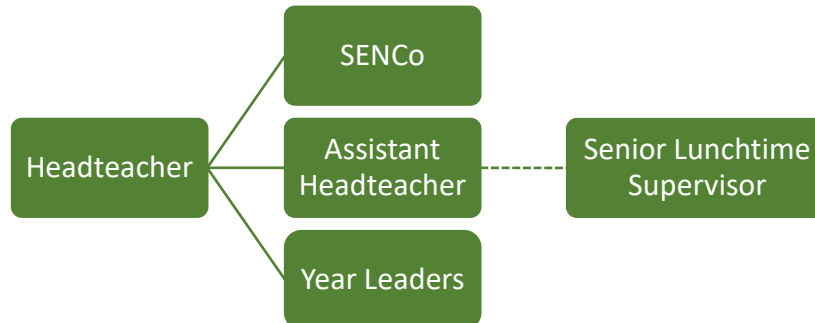 SENCo
Headteacher
Assistant
Headteacher
Senior Lunchtime
Supervisor
Year Leaders